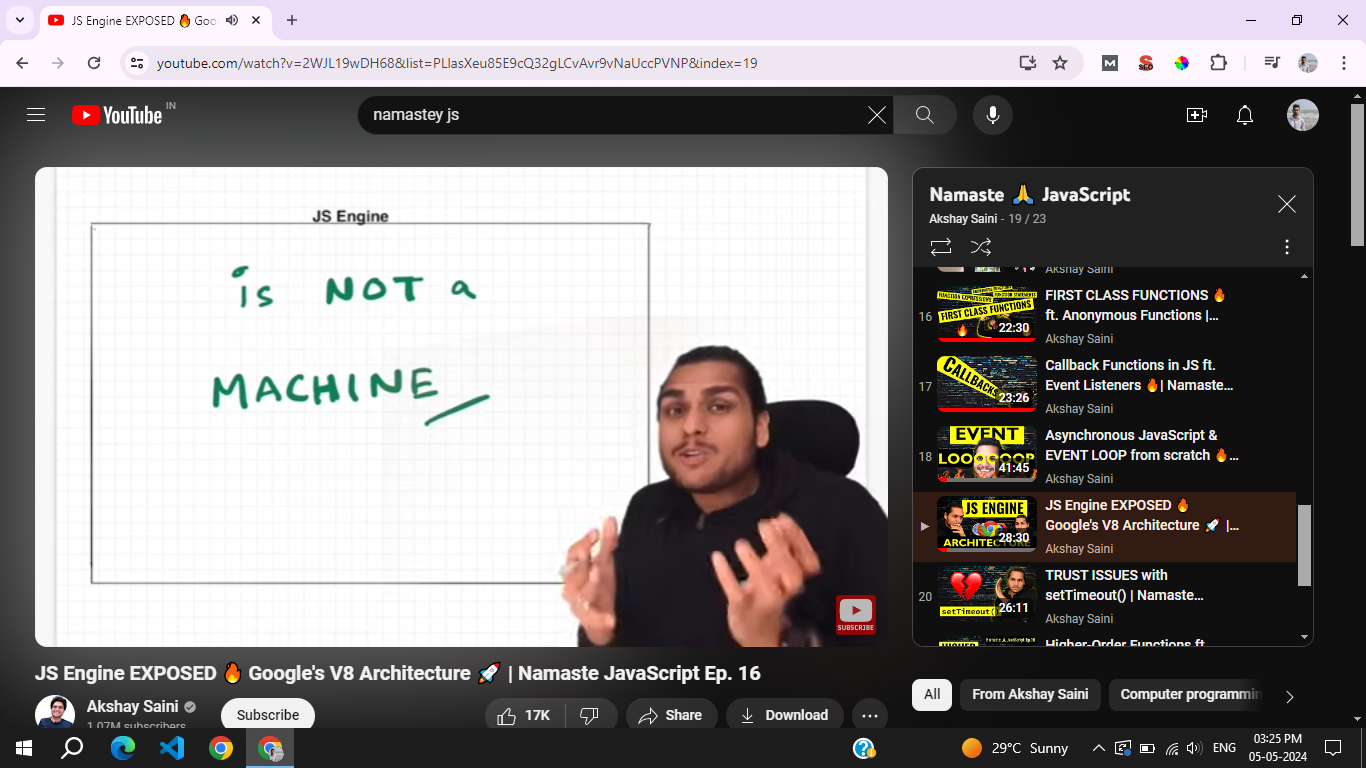 JS Engine EXPOSED 🔥 Goo
youtube.com/watch?v=2WJL19wDH68&list=PLlasXeu85E9cQ32gLCvAvr9vNaUccPVNP&index=19
YouTube IN
namastey js
JS Engine
is NOT a
MACHINE
SUBSCRIBE
JS Engine EXPOSED 🔥 Google's V8 Architecture 🚀 | Namaste JavaScript Ep. 16
Akshay Saini
1.07M subscribers
Subscribe
17K
Share
Download
Namaste 🙏 JavaScript
Akshay Saini - 19 / 23
Akshay Saini
16
FIRST CLASS FUNCTIONS
22:30
FIRST CLASS FUNCTIONS 🔥
ft. Anonymous Functions |...
Akshay Saini
17
CALLBACK
23:26
Callback Functions in JS ft.
Event Listeners 🔥| Namaste...
Akshay Saini
18
EVENT
LOOOOOOP
41:45
Asynchronous JavaScript &
EVENT LOOP from scratch 🔥...
Akshay Saini
JS ENGINE
ARCHITECTURE
28:30
JS Engine EXPOSED 🔥
Google's V8 Architecture 🚀 |...
Akshay Saini
20
setTimeout()
26:11
TRUST ISSUES with
setTimeout() | Namaste...
Akshay Saini
Higher-Order Functions ft.
All
From Akshay Saini
Computer programmin
29°C Sunny
ENG
03:25 PM
05-05-2024